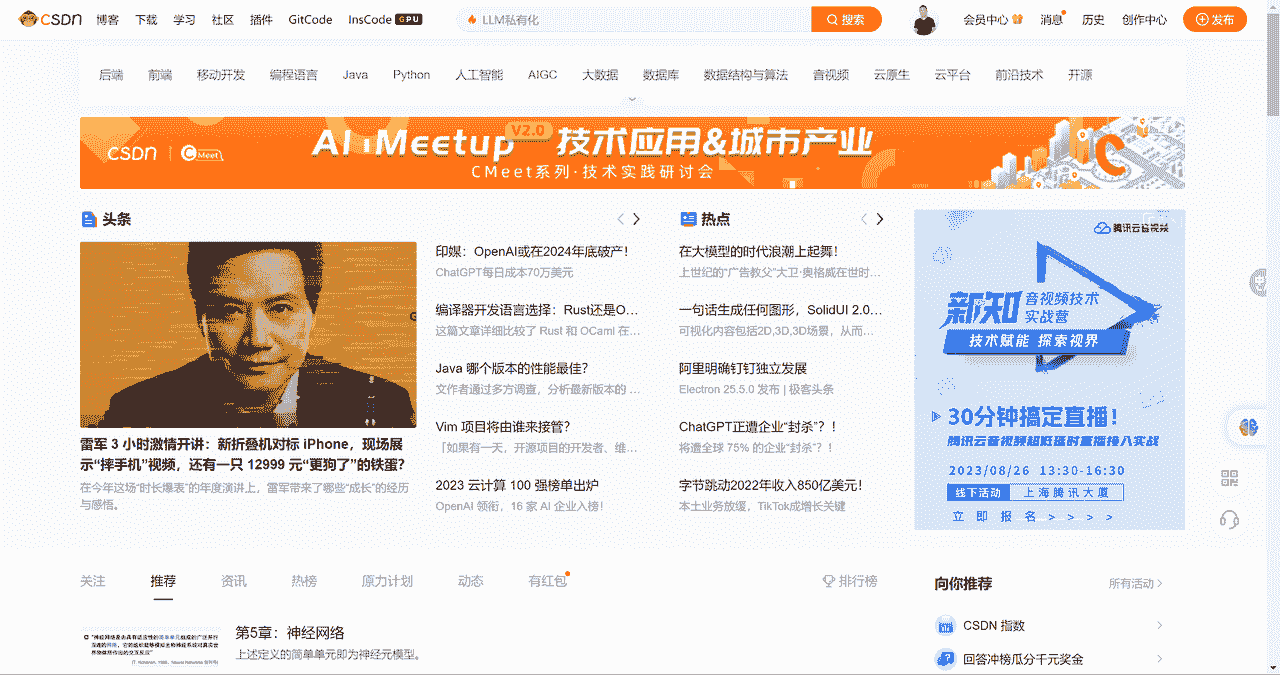 CSDN 博客 下载 学习 社区 插件 GitCode InsCode GPU LLM私有化 搜索 会员中心 消息 历史 创作中心 发布
后端 前端 移动开发 编程语言 Java Python 人工智能 AIGC 大数据 数据库 数据结构与算法 音视频 云原生 云平台 前沿技术 开源
CSDN CMeet AI Meetup V2.0 技术应用&城市产业
CMeet系列·技术实践研讨会
头条
雷军 3 小时激情开讲：新折叠机对标 iPhone，现场展
示“摔手机”视频，还有一只 12999 元“更狗了”的铁蛋？
在今年这场“时长爆表”的年度演讲上，雷军带来了哪些“成长”的经历
与感悟。
印媒：OpenAI或在2024年底破产！
ChatGPT每日成本70万美元
编译器开发语言选择：Rust还是O…
这篇文章详细比较了 Rust 和 OCaml 在…
Java 哪个版本的性能最佳？
文作者通过多方调查，分析最新版本的 …
Vim 项目将由谁来接管？
「如果有一天，开源项目的开发者、维…
2023 云计算 100 强榜单出炉
OpenAI 领衔，16 家 AI 企业入榜！
热点
在大模型的时代浪潮上起舞！
上世纪的“广告教父”大卫·奥格威在世时…
一句话生成任何图形，SolidUI 2.0…
可视化内容包括2D,3D,3D场景，从而…
阿里明确钉钉独立发展
Electron 25.5.0 发布 | 极客头条
ChatGPT正遭企业“封杀”？！
将遭全球 75% 的企业“封杀”？！
字节跳动2022年收入850亿美元！
本土业务放缓，TikTok成增长关键
腾讯云音视频
新知 音视频技术
实战营
技术赋能 探索视界
30分钟搞定直播！
腾讯云音视频超低延时直播接入实战
2023/08/26 13:30-16:30
线下活动 上海腾讯大厦
立即报名 > > > >
关注 推荐 资讯 热榜 原力计划 动态 有红包 排行榜
第5章：神经网络
上述定义的简单单元即为神经元模型。
向你推荐 所有活动
CSDN 指数
回答冲榜瓜分千元奖金